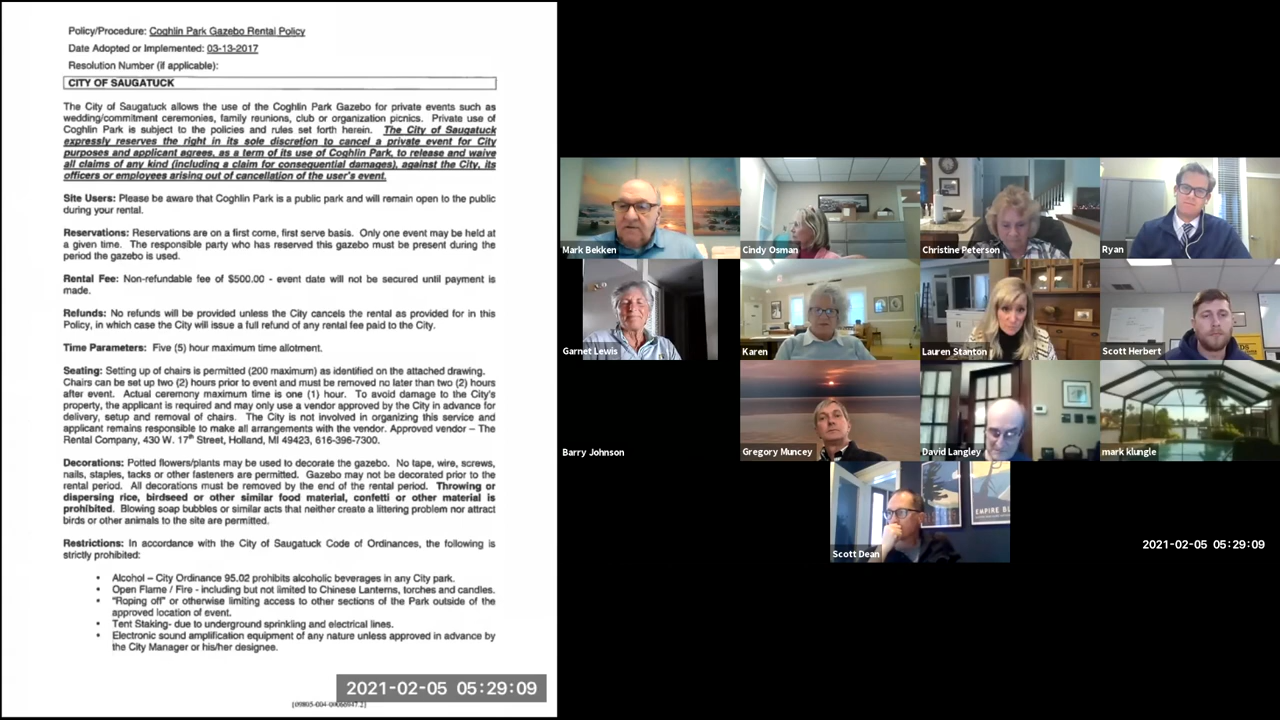 Policy/Procedure: Coghlin Park Gazebo Rental Policy
Date Adopted or Implemented: 03-13-2017
Resolution Number (if applicable):
CITY OF SAUGATUCK
The City of Saugatuck allows the use of the Coghlin Park Gazebo for private events such as
wedding/commitment ceremonies, family reunions, club or organization picnics. Private use of
Coghlin Park is subject to the policies and rules set forth herein. The City of Saugatuck
expressly reserves the right in its sole discretion to cancel a private event for City
purposes and applicant agrees, as a term of its use of Coghlin Park, to release and waive
all claims of any kind (including a claim for consequential damages), against the City, its
officers or employees arising out of cancellation of the user's event.
Site Users: Please be aware that Coghlin Park is a public park and will remain open to the public
during your rental.
Reservations: Reservations are on a first come, first serve basis. Only one event may be held at
a given time. The responsible party who has reserved this gazebo must be present during the
period the gazebo is used.
Rental Fee: Non-refundable fee of $500.00 - event date will not be secured until payment is
made.
Refunds: No refunds will be provided unless the City cancels the rental as provided for in this
Policy, in which case the City will issue a full refund of any rental fee paid to the City.
Time Parameters: Five (5) hour maximum time allotment.
Seating: Setting up of chairs is permitted (200 maximum) as identified on the attached drawing.
Chairs can be set up two (2) hours prior to event and must be removed no later than two (2) hours
after event. Actual ceremony maximum time is one (1) hour. To avoid damage to the City's
property, the applicant is required and may only use a vendor approved by the City in advance for
delivery, setup and removal of chairs. The City is not involved in organizing this service and
applicant remains responsible to make all arrangements with the vendor. Approved vendor – The
Rental Company, 430 W. 17th Street, Holland, MI 49423, 616-396-7300.
Decorations: Potted flowers/plants may be used to decorate the gazebo. No tape, wire, screws,
nails, staples, tacks or other fasteners are permitted. Gazebo may not be decorated prior to the
rental period. All decorations must be removed by the end of the rental period. Throwing or
dispersing rice, birdseed or other similar food material, confetti or other material is
prohibited. Blowing soap bubbles or similar acts that neither create a littering problem nor attract
birds or other animals to the site are permitted.
Restrictions: In accordance with the City of Saugatuck Code of Ordinances, the following is
strictly prohibited:
• Alcohol – City Ordinance 95.02 prohibits alcoholic beverages in any City park.
• Open Flame / Fire - including but not limited to Chinese Lanterns, torches and candles.
• "Roping off" or otherwise limiting access to other sections of the Park outside of the
approved location of event.
• Tent Staking- due to underground sprinkling and electrical lines.
• Electronic sound amplification equipment of any nature unless approved in advance by
the City Manager or his/her designee.
2021-02-05 05:29:09
Mark Bekken
Cindy Osman
Christine Peterson
Ryan
Garnet Lewis
Karen
Lauren Stanton
Scott Herbert
Barry Johnson
Gregory Muncey
David Langley
mark klungle
Scott Dean
EMPIRE
2021-02-05 05:29:09